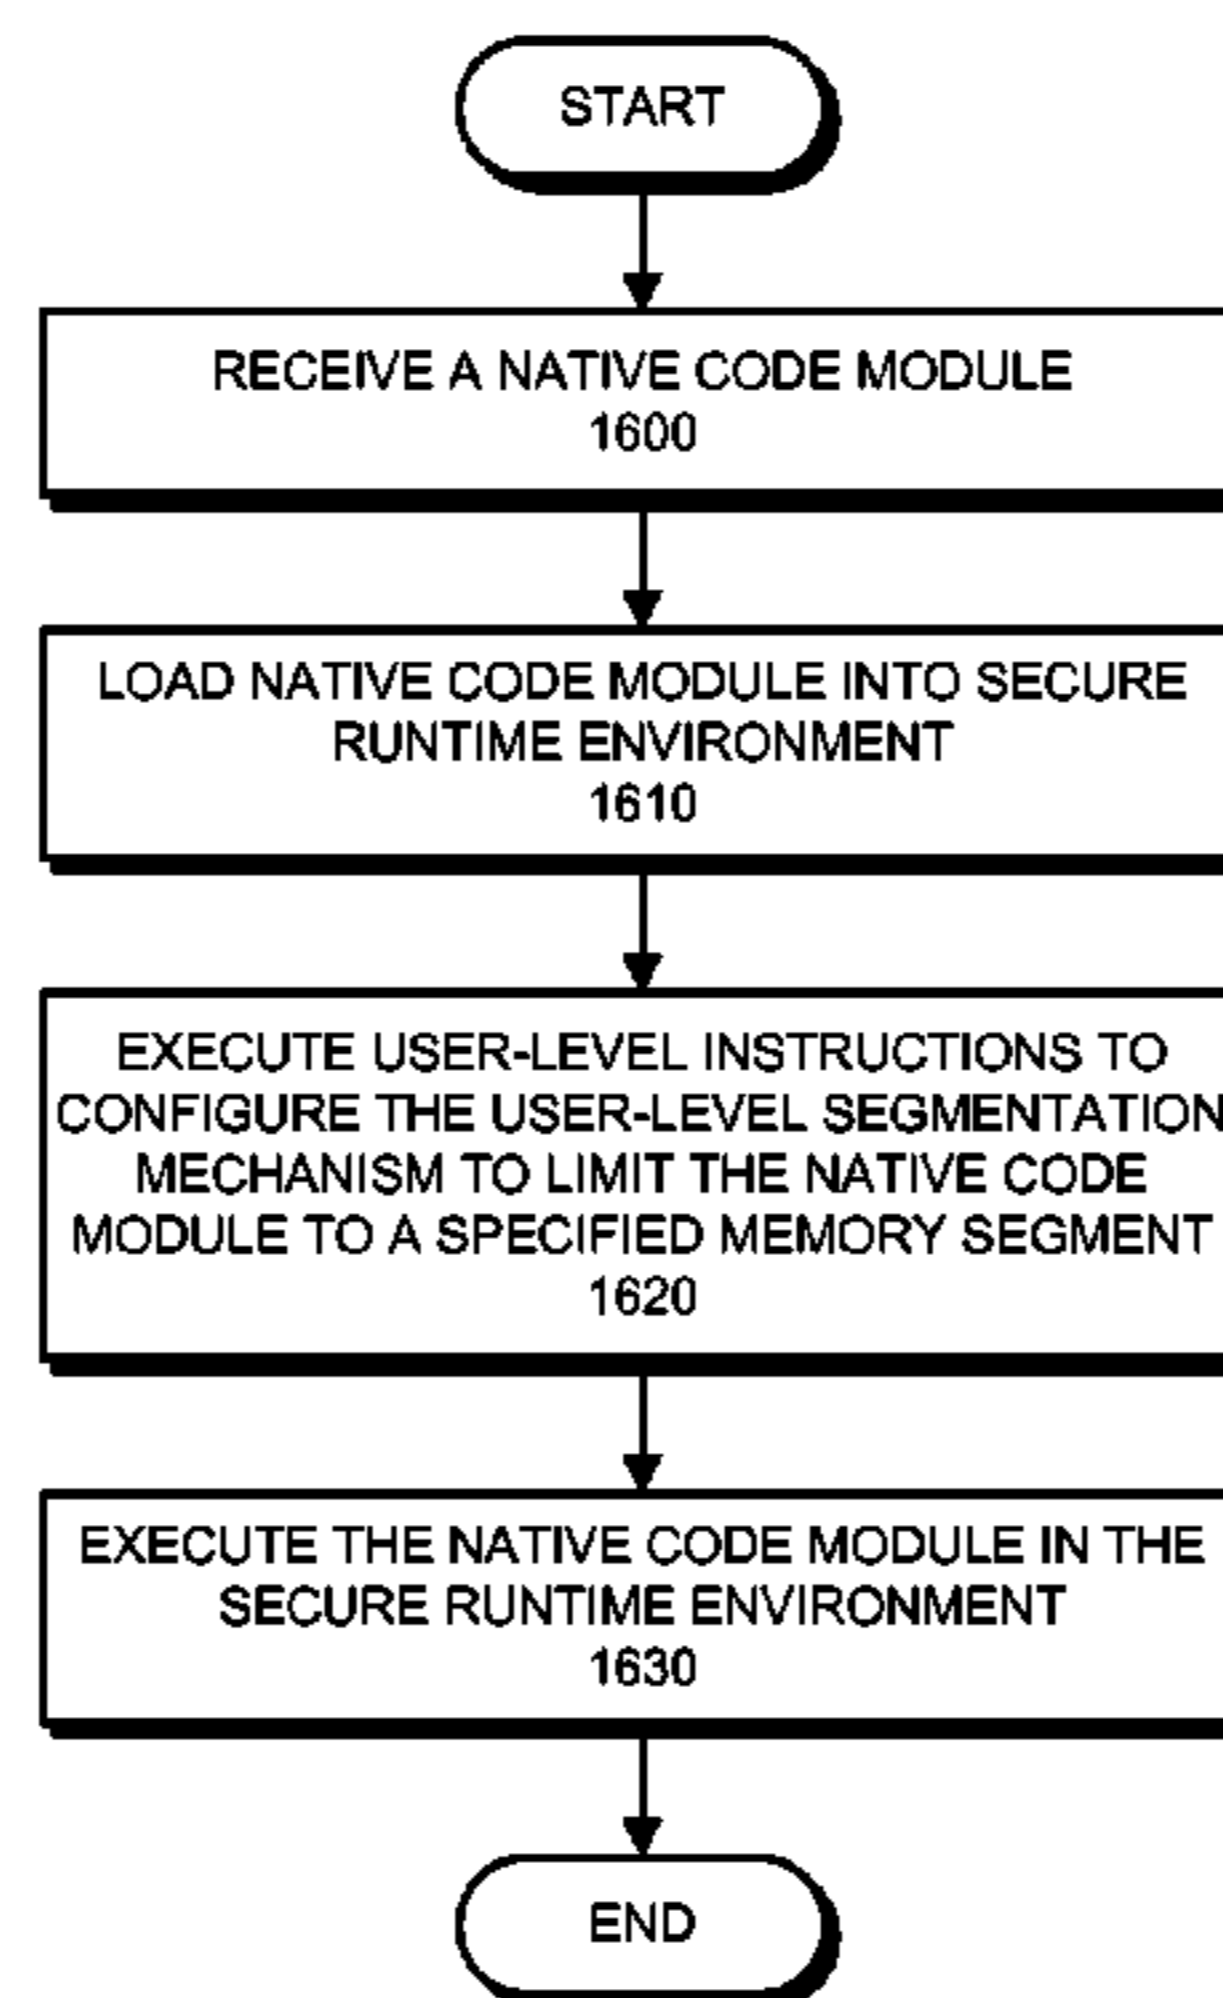 START
RECEIVE A NATIVE CODE MODULE
1600
LOAD NATIVE CODE MODULE INTO SECURE
RUNTIME ENVIRONMENT
1610
EXECUTE USER-LEVEL INSTRUCTIONS TO
CONFIGURE THE USER-LEVEL SEGMENTATION
MECHANISM TO LIMIT THE NATIVE CODE
MODULE TO A SPECIFIED MEMORY SEGMENT
1620
EXECUTE THE NATIVE CODE MODULE IN THE
SECURE RUNTIME ENVIRONMENT
1630
END